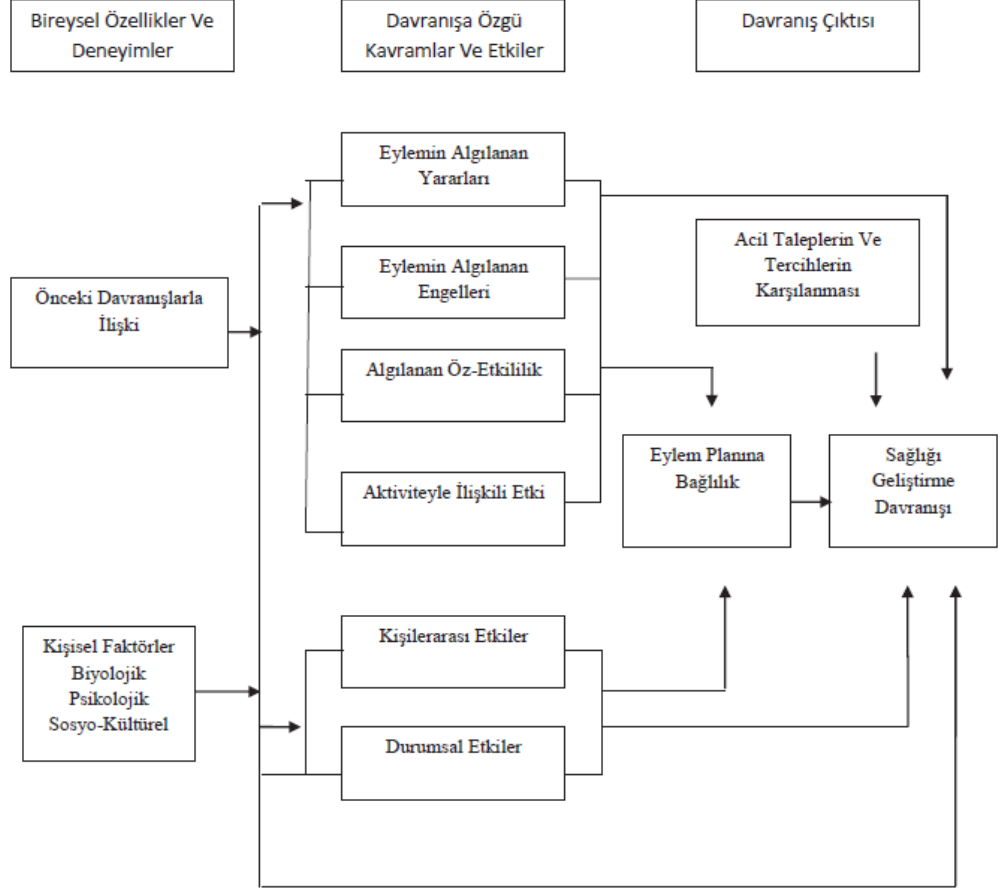 Bireysel Özellikler Ve
Deneyimler
Davranışa Özgü
Kavramlar Ve Etkiler
Davranış Çıktısı
Eylemin Algılanan
Yararları
Acil Taleplerin Ve
Tercihlerin
Karşılanması
Eylemin Algılanan
Engelleri
Önceki Davranışlarla
İlişki
Algılanan Öz-Etkililik
Eylem Planına
Bağlılık
Sağlığı
Geliştirme
Davranışı
Aktiviteyle İlişkili Etki
Kişilerarası Etkiler
Kişisel Faktörler
Biyolojik
Psikolojik
Sosyo-Kültürel
Durumsal Etkiler